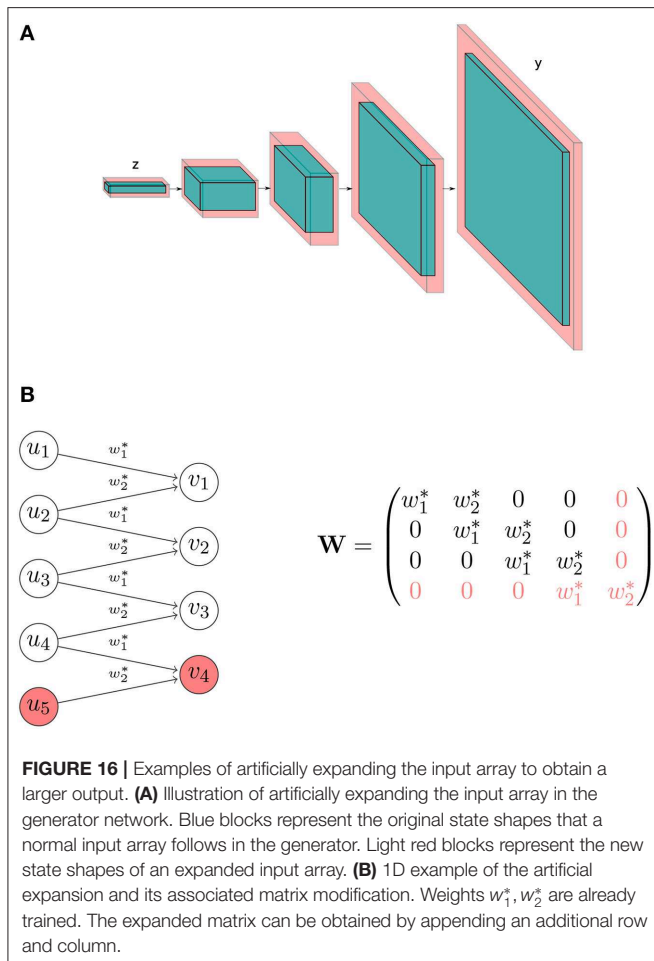 A
z
y
B
u₁
w₁*
v₁
w₂*
u₂
w₁*
v₂
w₂*
u₃
w₁*
v₃
w₂*
u₄
w₁*
v₄
w₂*
u₅
W =
w₁* w₂* 0 0 0
0 w₁* w₂* 0 0
0 0 w₁* w₂* 0
0 0 0 w₁* w₂*
FIGURE 16 | Examples of artificially expanding the input array to obtain a
larger output. (A) Illustration of artificially expanding the input array in the
generator network. Blue blocks represent the original state shapes that a
normal input array follows in the generator. Light red blocks represent the new
state shapes of an expanded input array. (B) 1D example of the artificial
expansion and its associated matrix modification. Weights w₁*, w₂* are already
trained. The expanded matrix can be obtained by appending an additional row
and column.